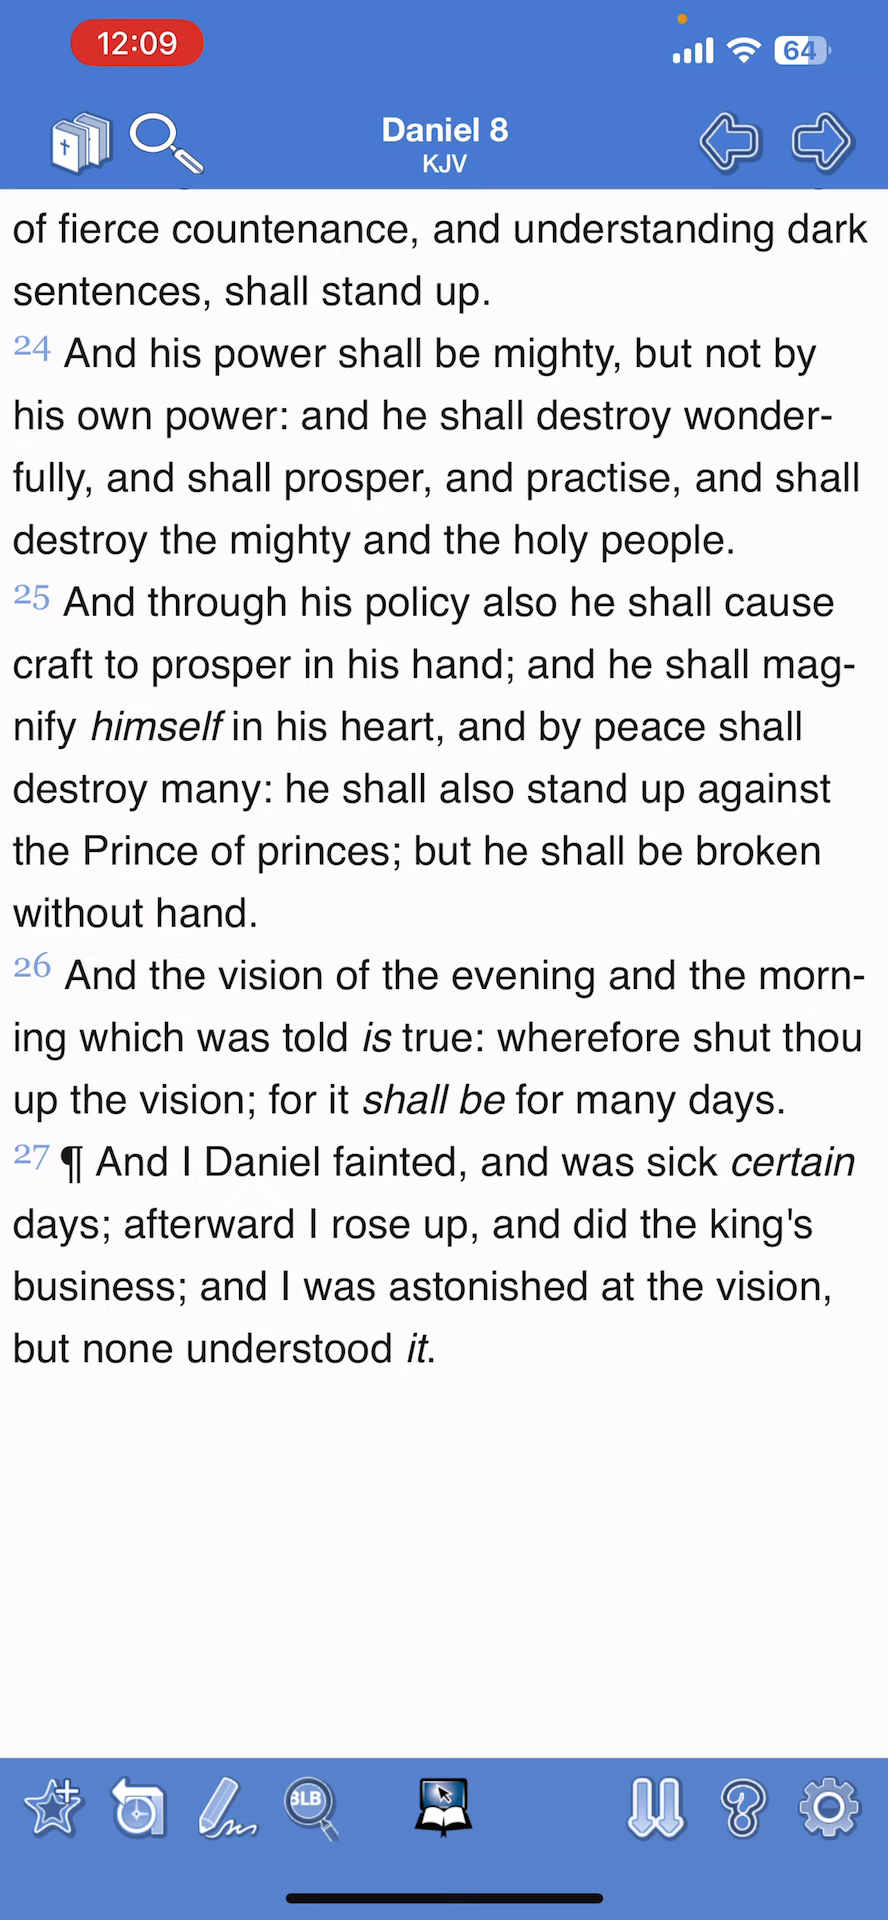 12:09
64
Daniel 8
KJV
of fierce countenance, and understanding dark
sentences, shall stand up.
24 And his power shall be mighty, but not by
his own power: and he shall destroy wonder-
fully, and shall prosper, and practise, and shall
destroy the mighty and the holy people.
25 And through his policy also he shall cause
craft to prosper in his hand; and he shall mag-
nify himself in his heart, and by peace shall
destroy many: he shall also stand up against
the Prince of princes; but he shall be broken
without hand.
26 And the vision of the evening and the morn-
ing which was told is true: wherefore shut thou
up the vision; for it shall be for many days.
27 ¶ And I Daniel fainted, and was sick certain
days; afterward I rose up, and did the king's
business; and I was astonished at the vision,
but none understood it.
BLB